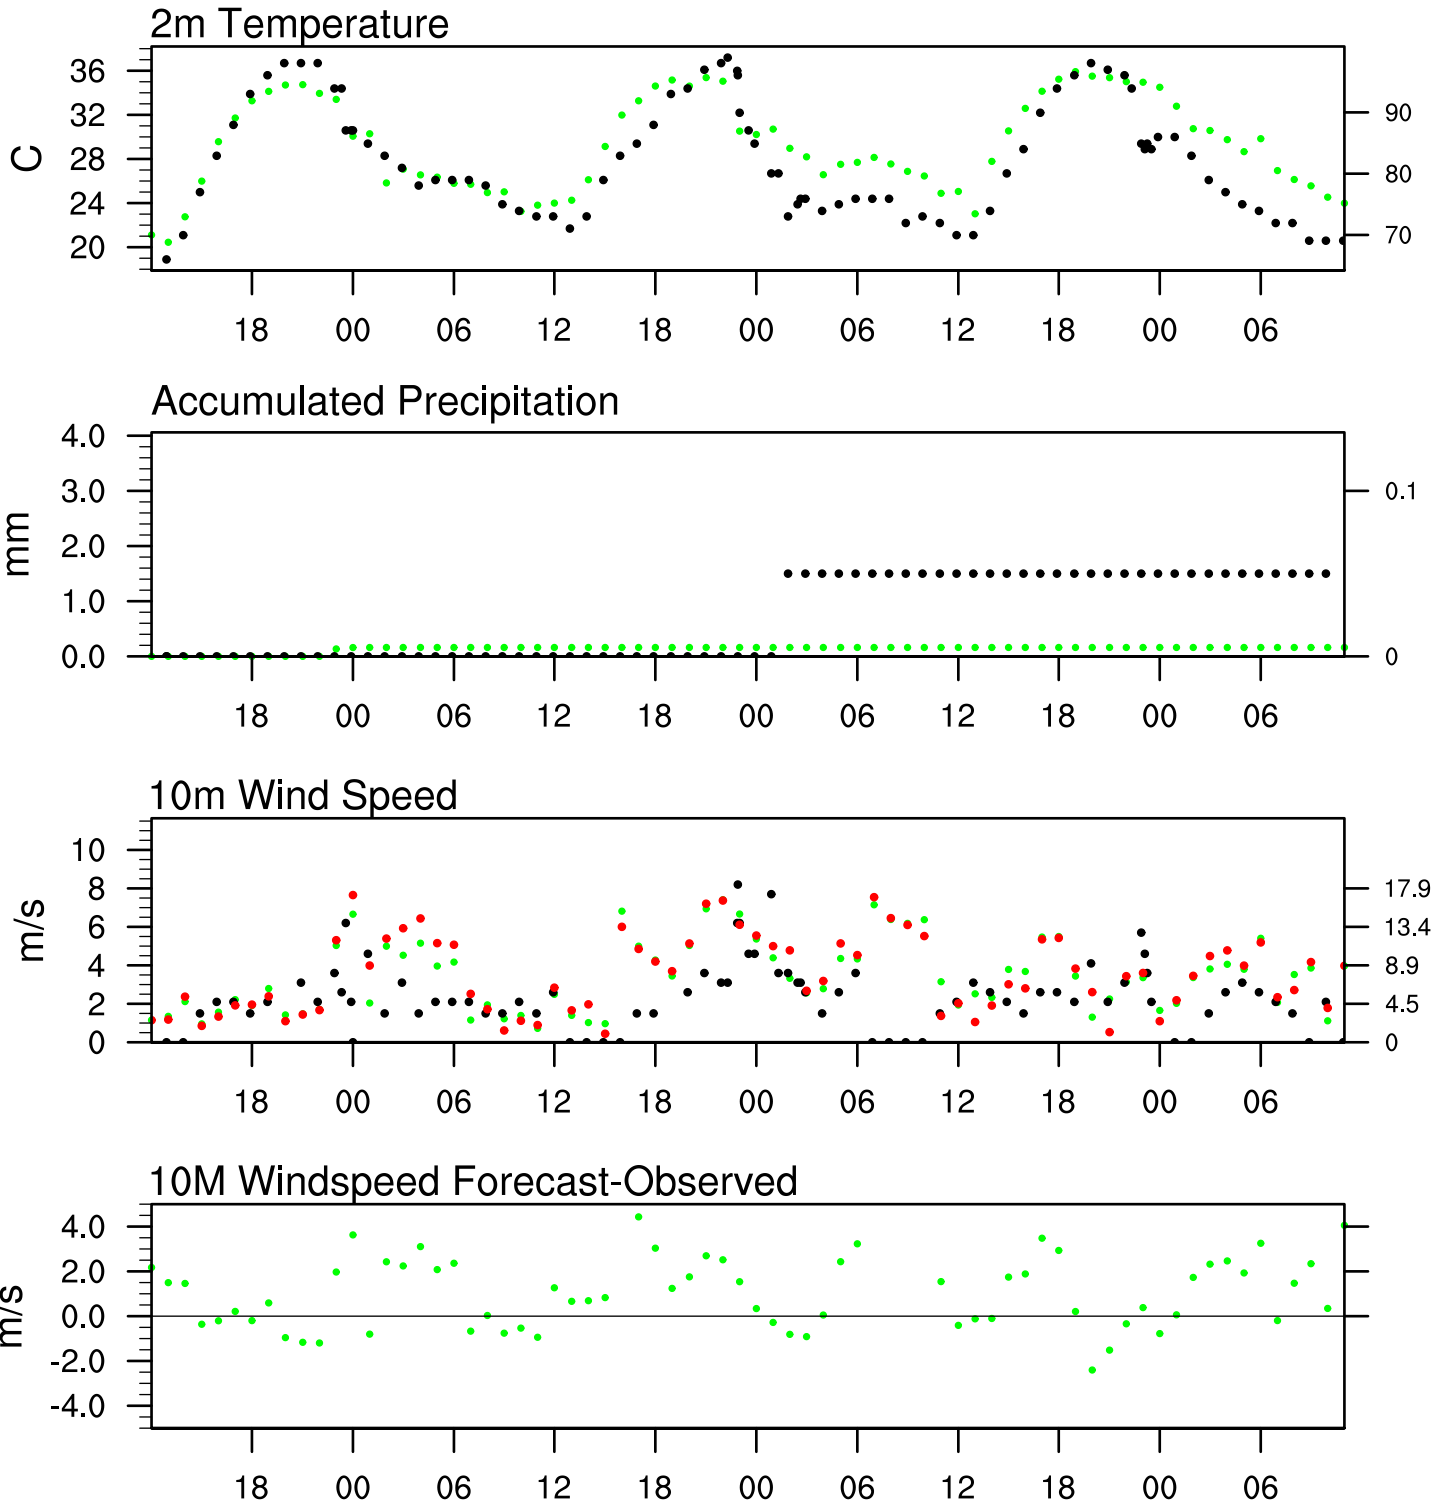 2m Temperature
C
36
32
28
24
20
90
80
70
18 00 06 12 18 00 06 12 18 00 06
Accumulated Precipitation
mm
4.0
3.0
2.0
1.0
0.0
0.1
0
18 00 06 12 18 00 06 12 18 00 06
10m Wind Speed
m/s
10
8
6
4
2
0
17.9
13.4
8.9
4.5
0
18 00 06 12 18 00 06 12 18 00 06
10M Windspeed Forecast-Observed
m/s
4.0
2.0
0.0
-2.0
-4.0
18 00 06 12 18 00 06 12 18 00 06